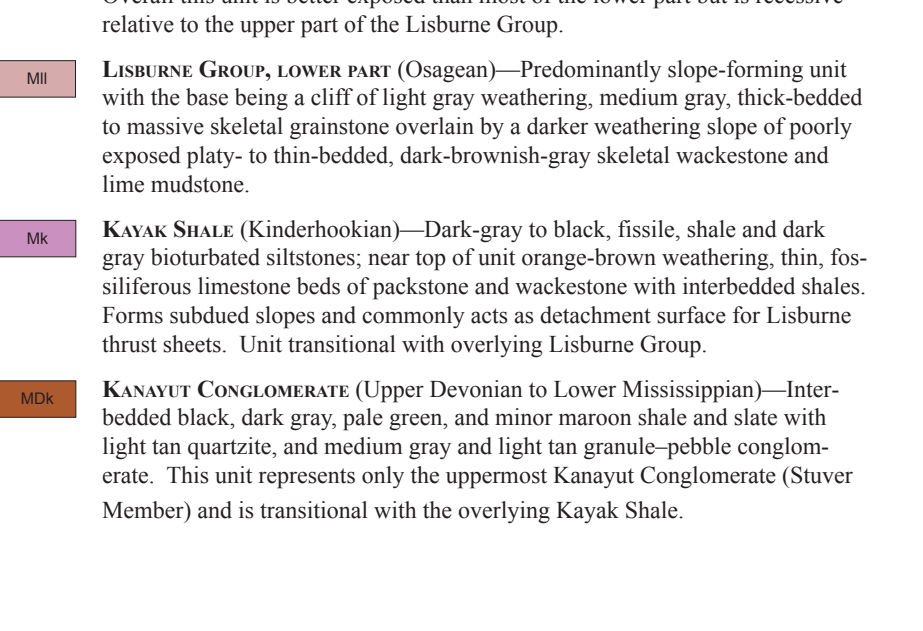 Overall this unit is better exposed than most of the lower part but is recessive
relative to the upper part of the Lisburne Group.
Mll
LISBURNE GROUP, LOWER PART (Osagean)—Predominantly slope-forming unit
with the base being a cliff of light gray weathering, medium gray, thick-bedded
to massive skeletal grainstone overlain by a darker weathering slope of poorly
exposed platy- to thin-bedded, dark-brownish-gray skeletal wackestone and
lime mudstone.
Mk
KAYAK SHALE (Kinderhookian)—Dark-gray to black, fissile, shale and dark
gray bioturbated siltstones; near top of unit orange-brown weathering, thin, fos-
siliferous limestone beds of packstone and wackestone with interbedded shales.
Forms subdued slopes and commonly acts as detachment surface for Lisburne
thrust sheets.  Unit transitional with overlying Lisburne Group.
MDk
KANAYUT CONGLOMERATE (Upper Devonian to Lower Mississippian)—Inter-
bedded black, dark gray, pale green, and minor maroon shale and slate with
light tan quartzite, and medium gray and light tan granule–pebble conglom-
erate.  This unit represents only the uppermost Kanayut Conglomerate (Stuver
Member) and is transitional with the overlying Kayak Shale.